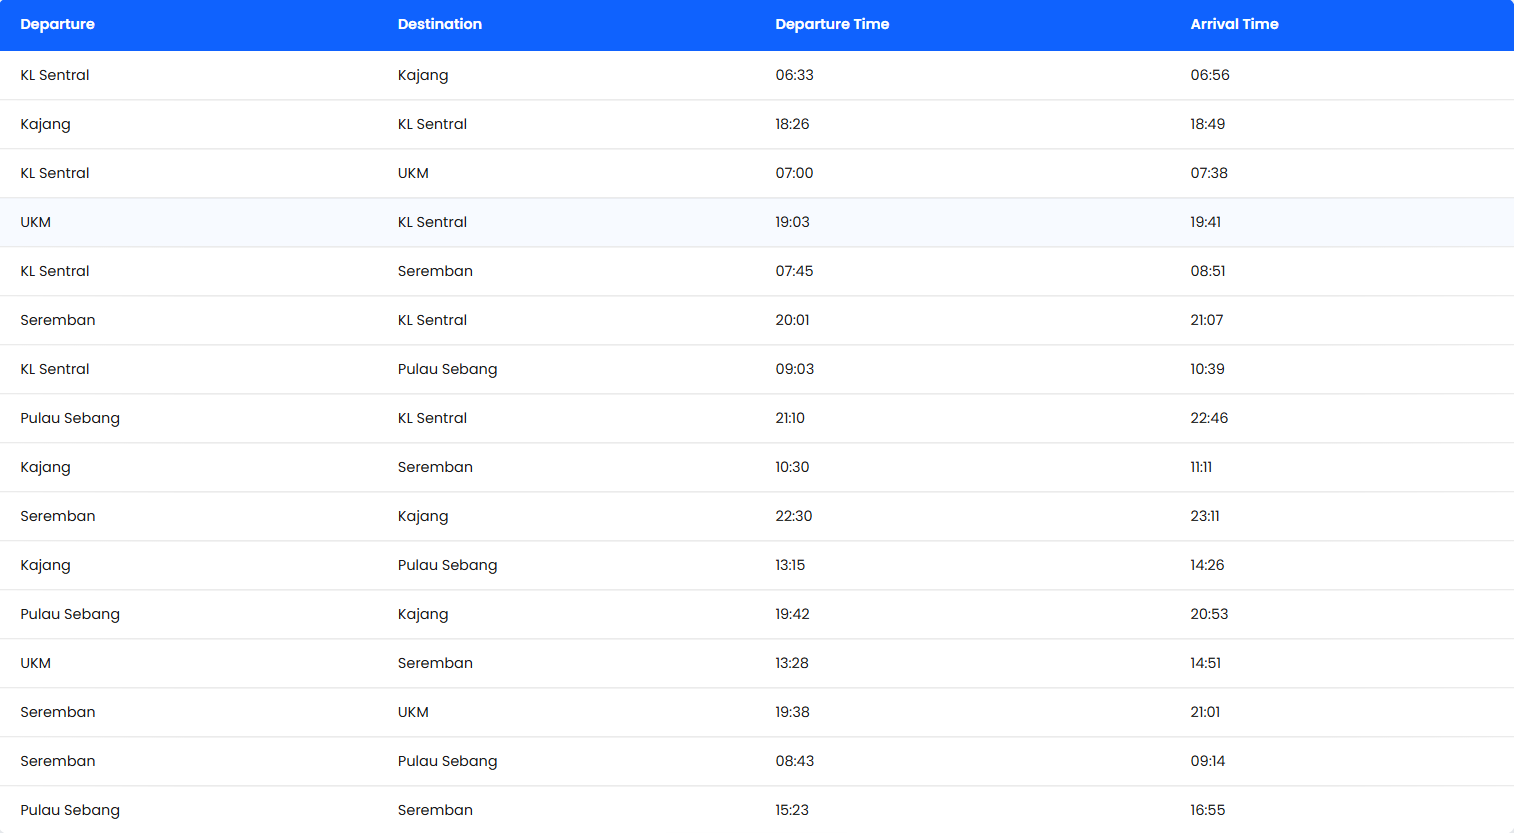 Departure Destination Departure Time Arrival Time
KL Sentral Kajang 06:33 06:56
Kajang KL Sentral 18:26 18:49
KL Sentral UKM 07:00 07:38
UKM KL Sentral 19:03 19:41
KL Sentral Seremban 07:45 08:51
Seremban KL Sentral 20:01 21:07
KL Sentral Pulau Sebang 09:03 10:39
Pulau Sebang KL Sentral 21:10 22:46
Kajang Seremban 10:30 11:11
Seremban Kajang 22:30 23:11
Kajang Pulau Sebang 13:15 14:26
Pulau Sebang Kajang 19:42 20:53
UKM Seremban 13:28 14:51
Seremban UKM 19:38 21:01
Seremban Pulau Sebang 08:43 09:14
Pulau Sebang Seremban 15:23 16:55